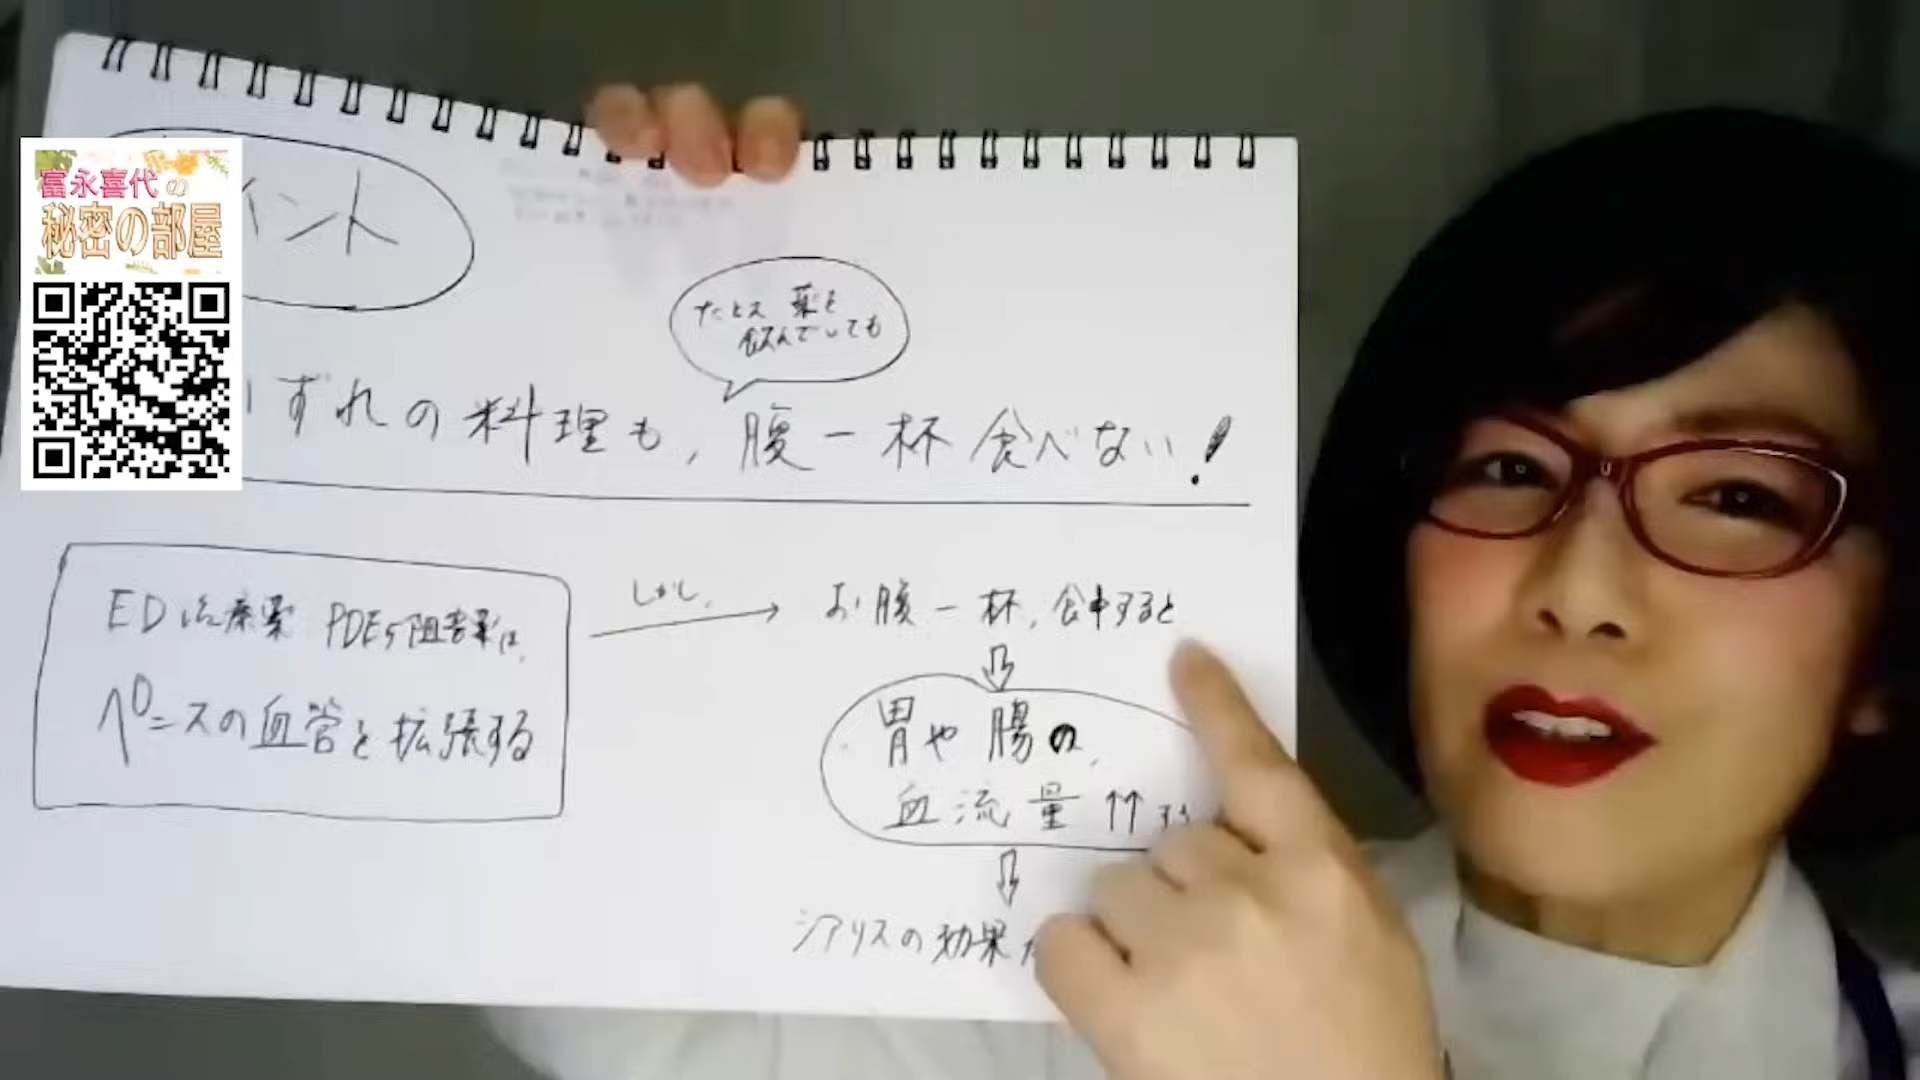 富永喜代の
秘密の部屋
イント
たとえ薬を
飲んでいても
ずれの料理も、腹一杯食べない!
ED治療薬 PDE5阻害薬は、
ペニスの血管を拡張する
しかし、
お腹一杯、食事すると
胃や腸の、
血流量↑↑する
シアリスの効果